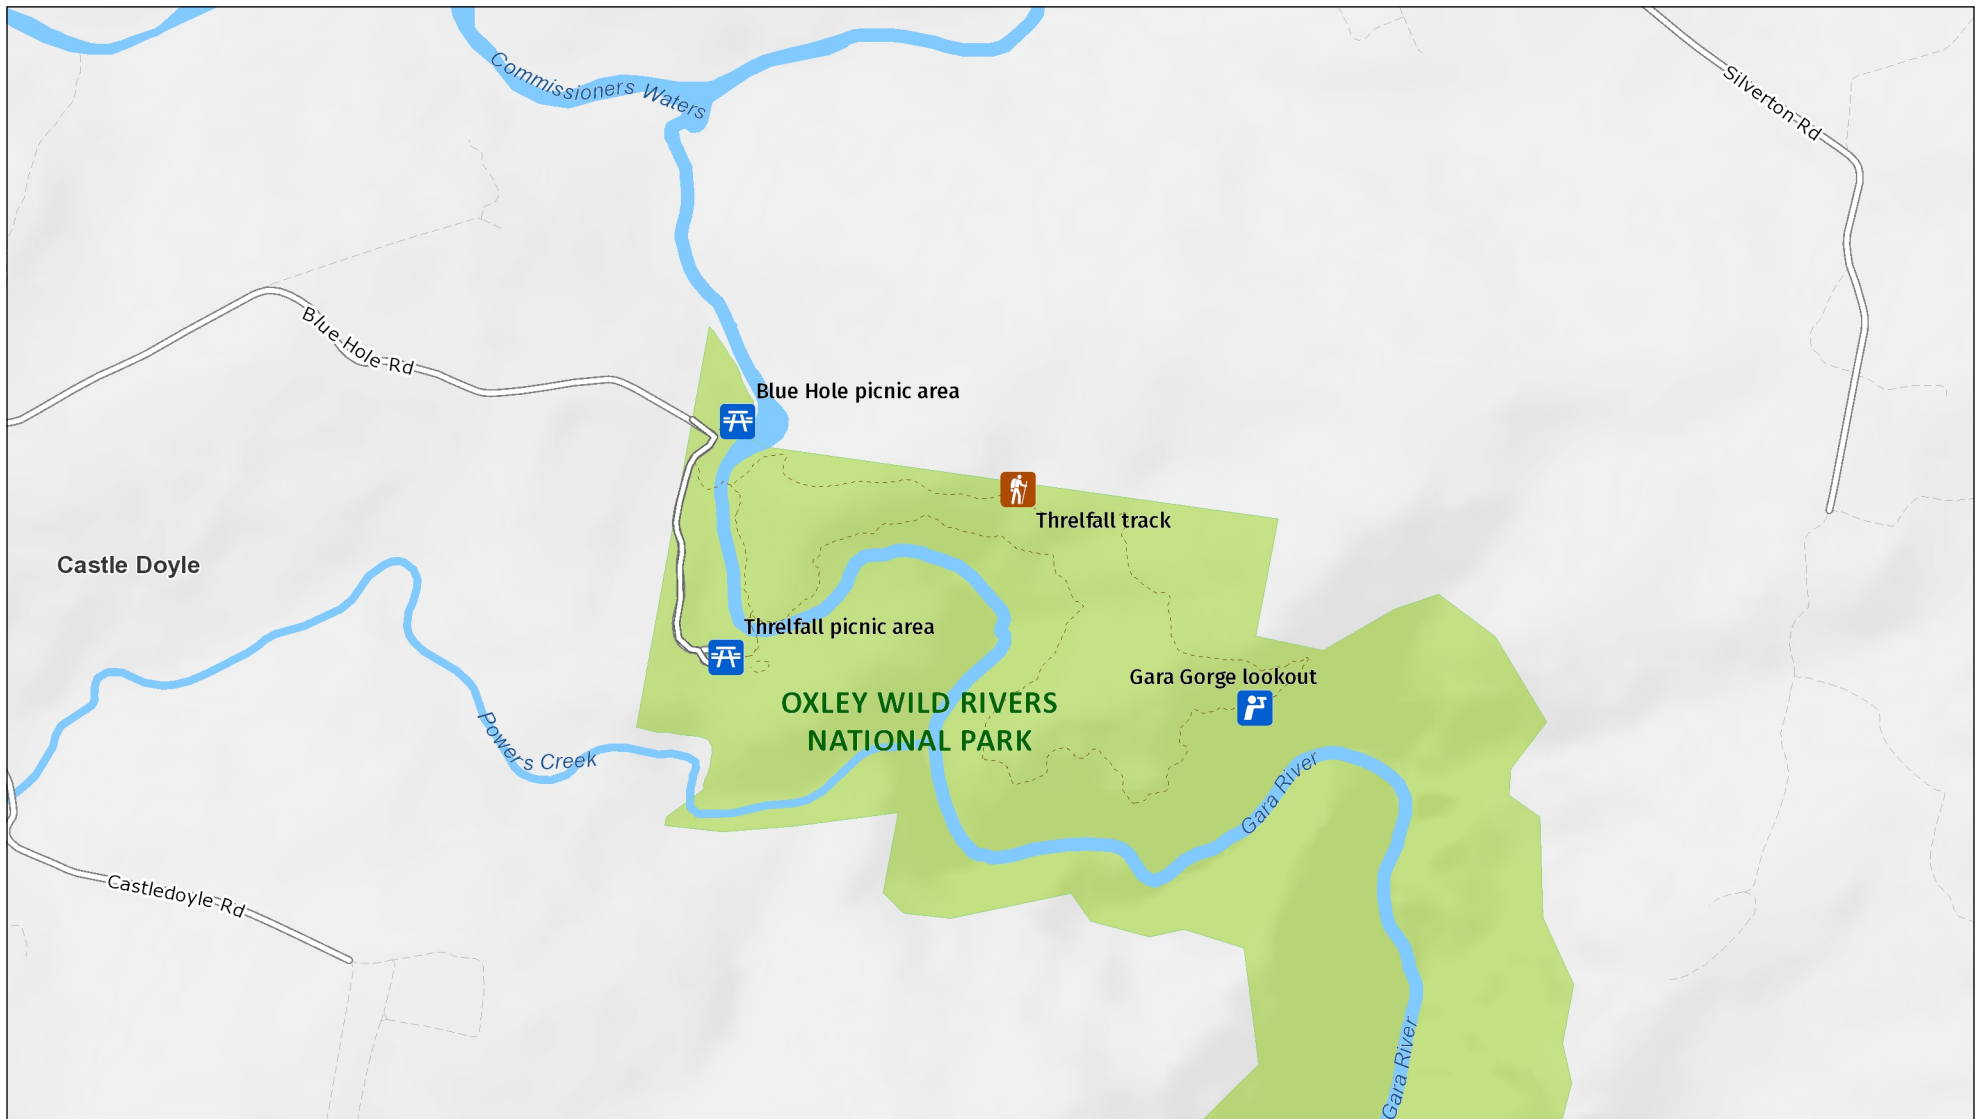 Commissioners Waters
Silverton Rd
Blue Hole Rd
Blue Hole picnic area
Threlfall track
Castle Doyle
Threlfall picnic area
Gara Gorge lookout
OXLEY WILD RIVERS
NATIONAL PARK
Powers Creek
Gara River
Castledoyle Rd
Gara River